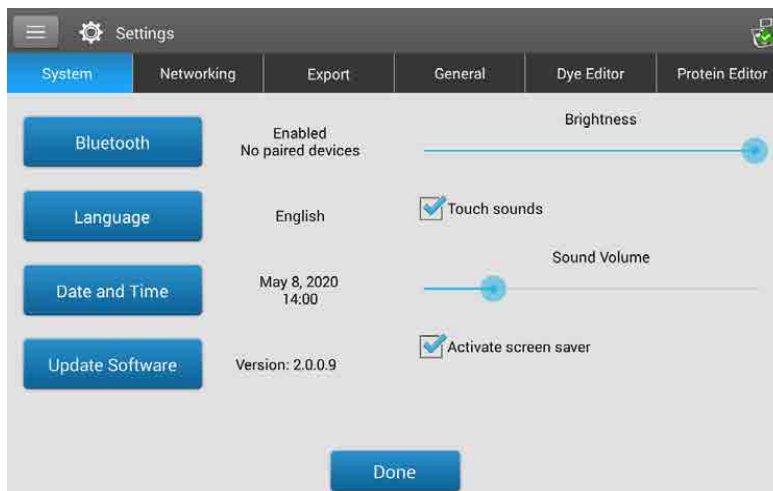 Settings
System
Networking
Export
General
Dye Editor
Protein Editor
Bluetooth
Enabled
No paired devices
Brightness
Language
English
Touch sounds
Date and Time
May 8, 2020
14:00
Sound Volume
Update Software
Version: 2.0.0.9
Activate screen saver
Done